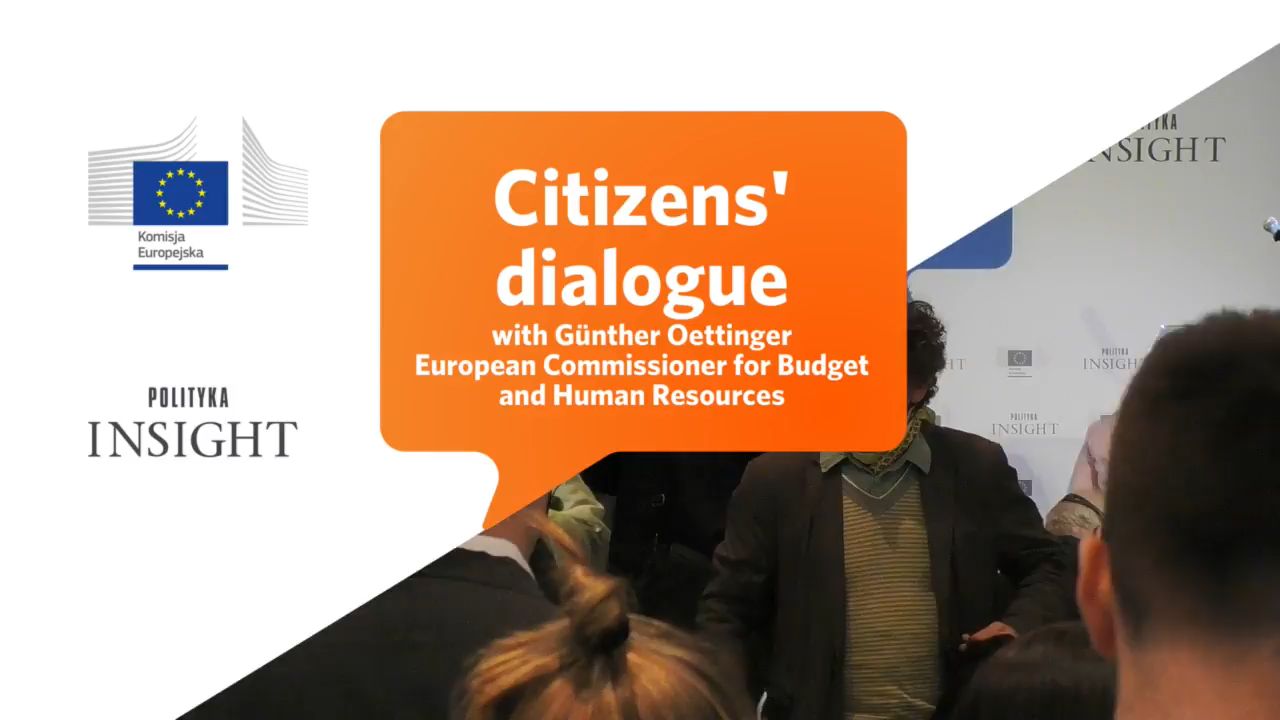 Komisja
Europejska
POLITYKA
INSIGHT
Citizens'
dialogue
with Günther Oettinger
European Commissioner for Budget
and Human Resources
INSIGHT
POLITYKA
INSIGHT
POLITYKA
INSIGHT